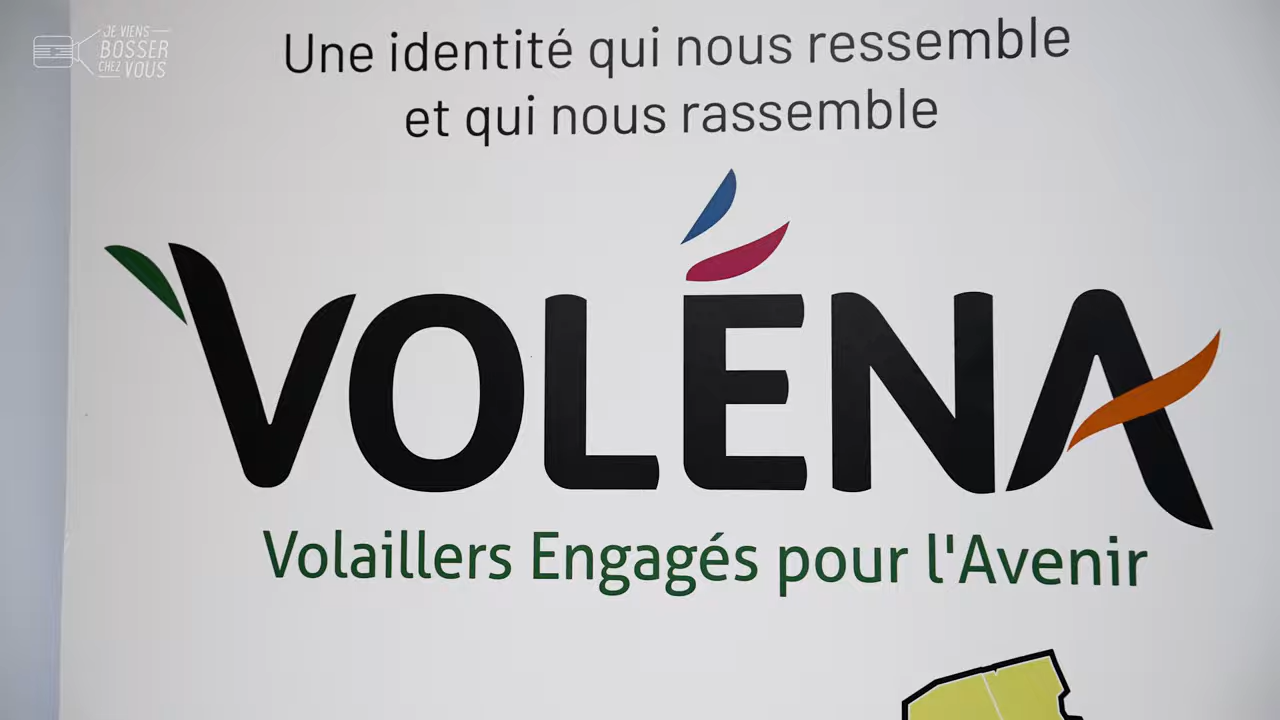 JE VIENS
BOSSER
CHEZ VOUS
Une identité qui nous ressemble
et qui nous rassemble
VOLÉNA
Volaillers Engagés pour l'Avenir